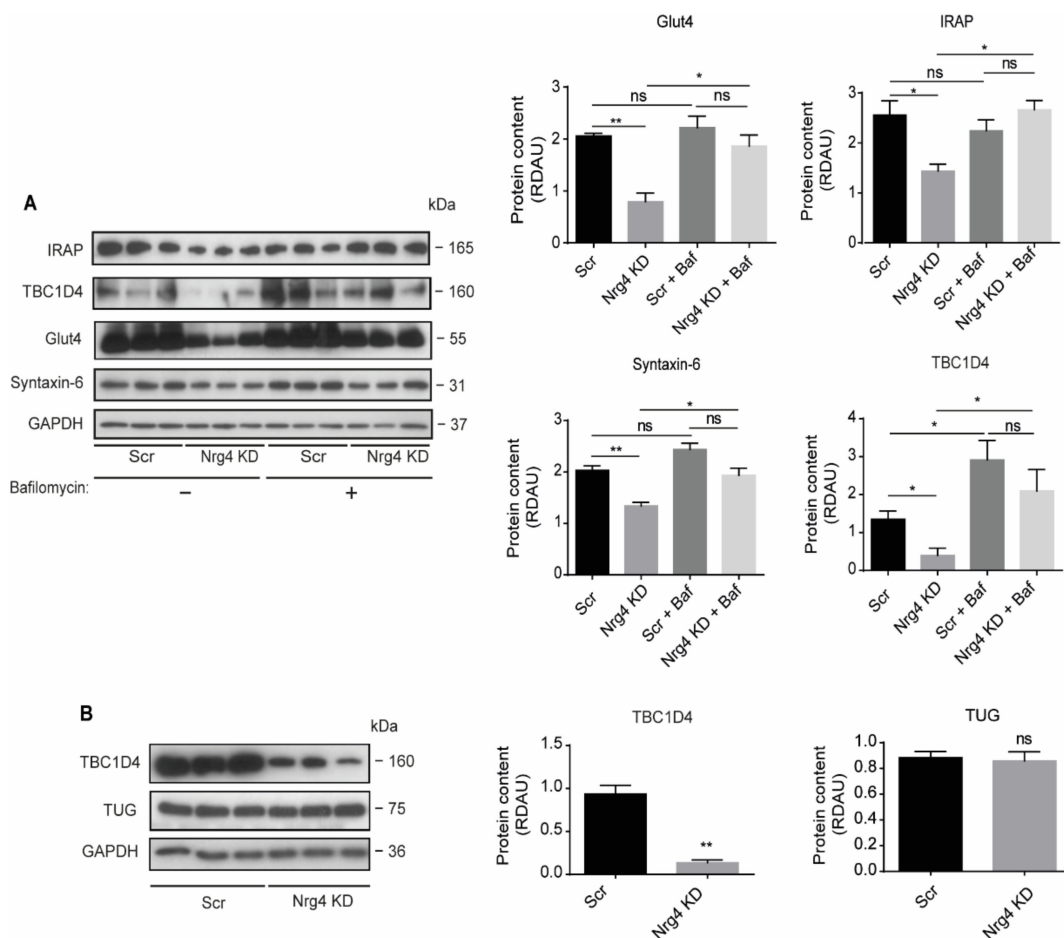 A
kDa
IRAP
– 165
TBC1D4
– 160
Glut4
– 55
Syntaxin-6
– 31
GAPDH
– 37
Scr Nrg4 KD Scr Nrg4 KD
Bafilomycin: – +
Glut4
Protein content
(RDAU)
3
2
1
0
** ns * ns
Scr
Nrg4 KD
Scr + Baf
Nrg4 KD + Baf
IRAP
Protein content
(RDAU)
3
2
1
0
ns * * ns
Scr
Nrg4 KD
Scr + Baf
Nrg4 KD + Baf
Syntaxin-6
Protein content
(RDAU)
3
2
1
0
** ns * ns
Scr
Nrg4 KD
Scr + Baf
Nrg4 KD + Baf
TBC1D4
Protein content
(RDAU)
4
3
2
1
0
* * * ns
Scr
Nrg4 KD
Scr + Baf
Nrg4 KD + Baf
B
kDa
TBC1D4
– 160
TUG
– 75
GAPDH
– 36
Scr Nrg4 KD
TBC1D4
Protein content
(RDAU)
1.5
1.0
0.5
0.0
**
Scr
Nrg4 KD
TUG
Protein content
(RDAU)
1.0
0.8
0.6
0.4
0.2
0.0
ns
Scr
Nrg4 KD